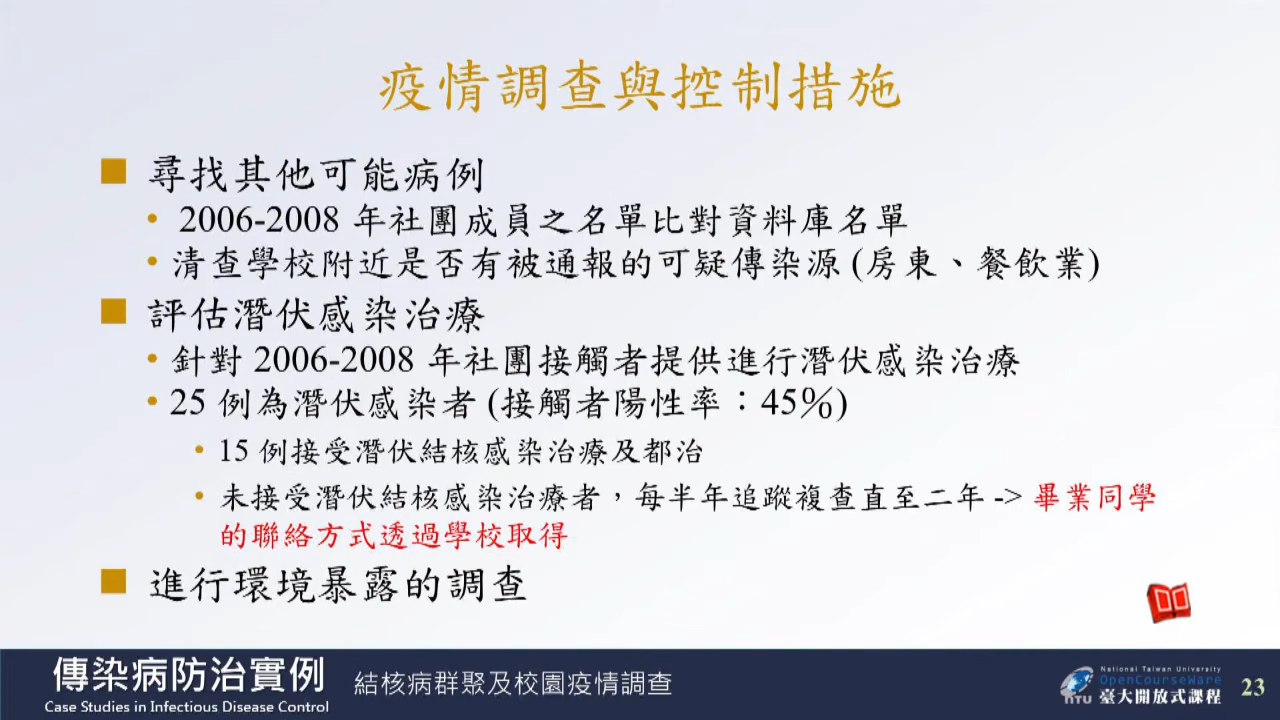 疫情調查與控制措施
尋找其他可能病例
• 2006-2008 年社團成員之名單比對資料庫名單
• 清查學校附近是否有被通報的可疑傳染源 (房東、餐飲業)
評估潛伏感染治療
• 針對 2006-2008 年社團接觸者提供進行潛伏感染治療
• 25 例為潛伏感染者 (接觸者陽性率：45%)
• 15 例接受潛伏結核感染治療及都治
• 未接受潛伏結核感染治療者，每半年追蹤複查直至二年 -> 畢業同學
的聯絡方式透過學校取得
進行環境暴露的調查
傳染病防治實例
Case Studies in Infectious Disease Control
結核病群聚及校園疫情調查
National Taiwan University
OpenCourseWare
NTU 臺大開放式課程
23